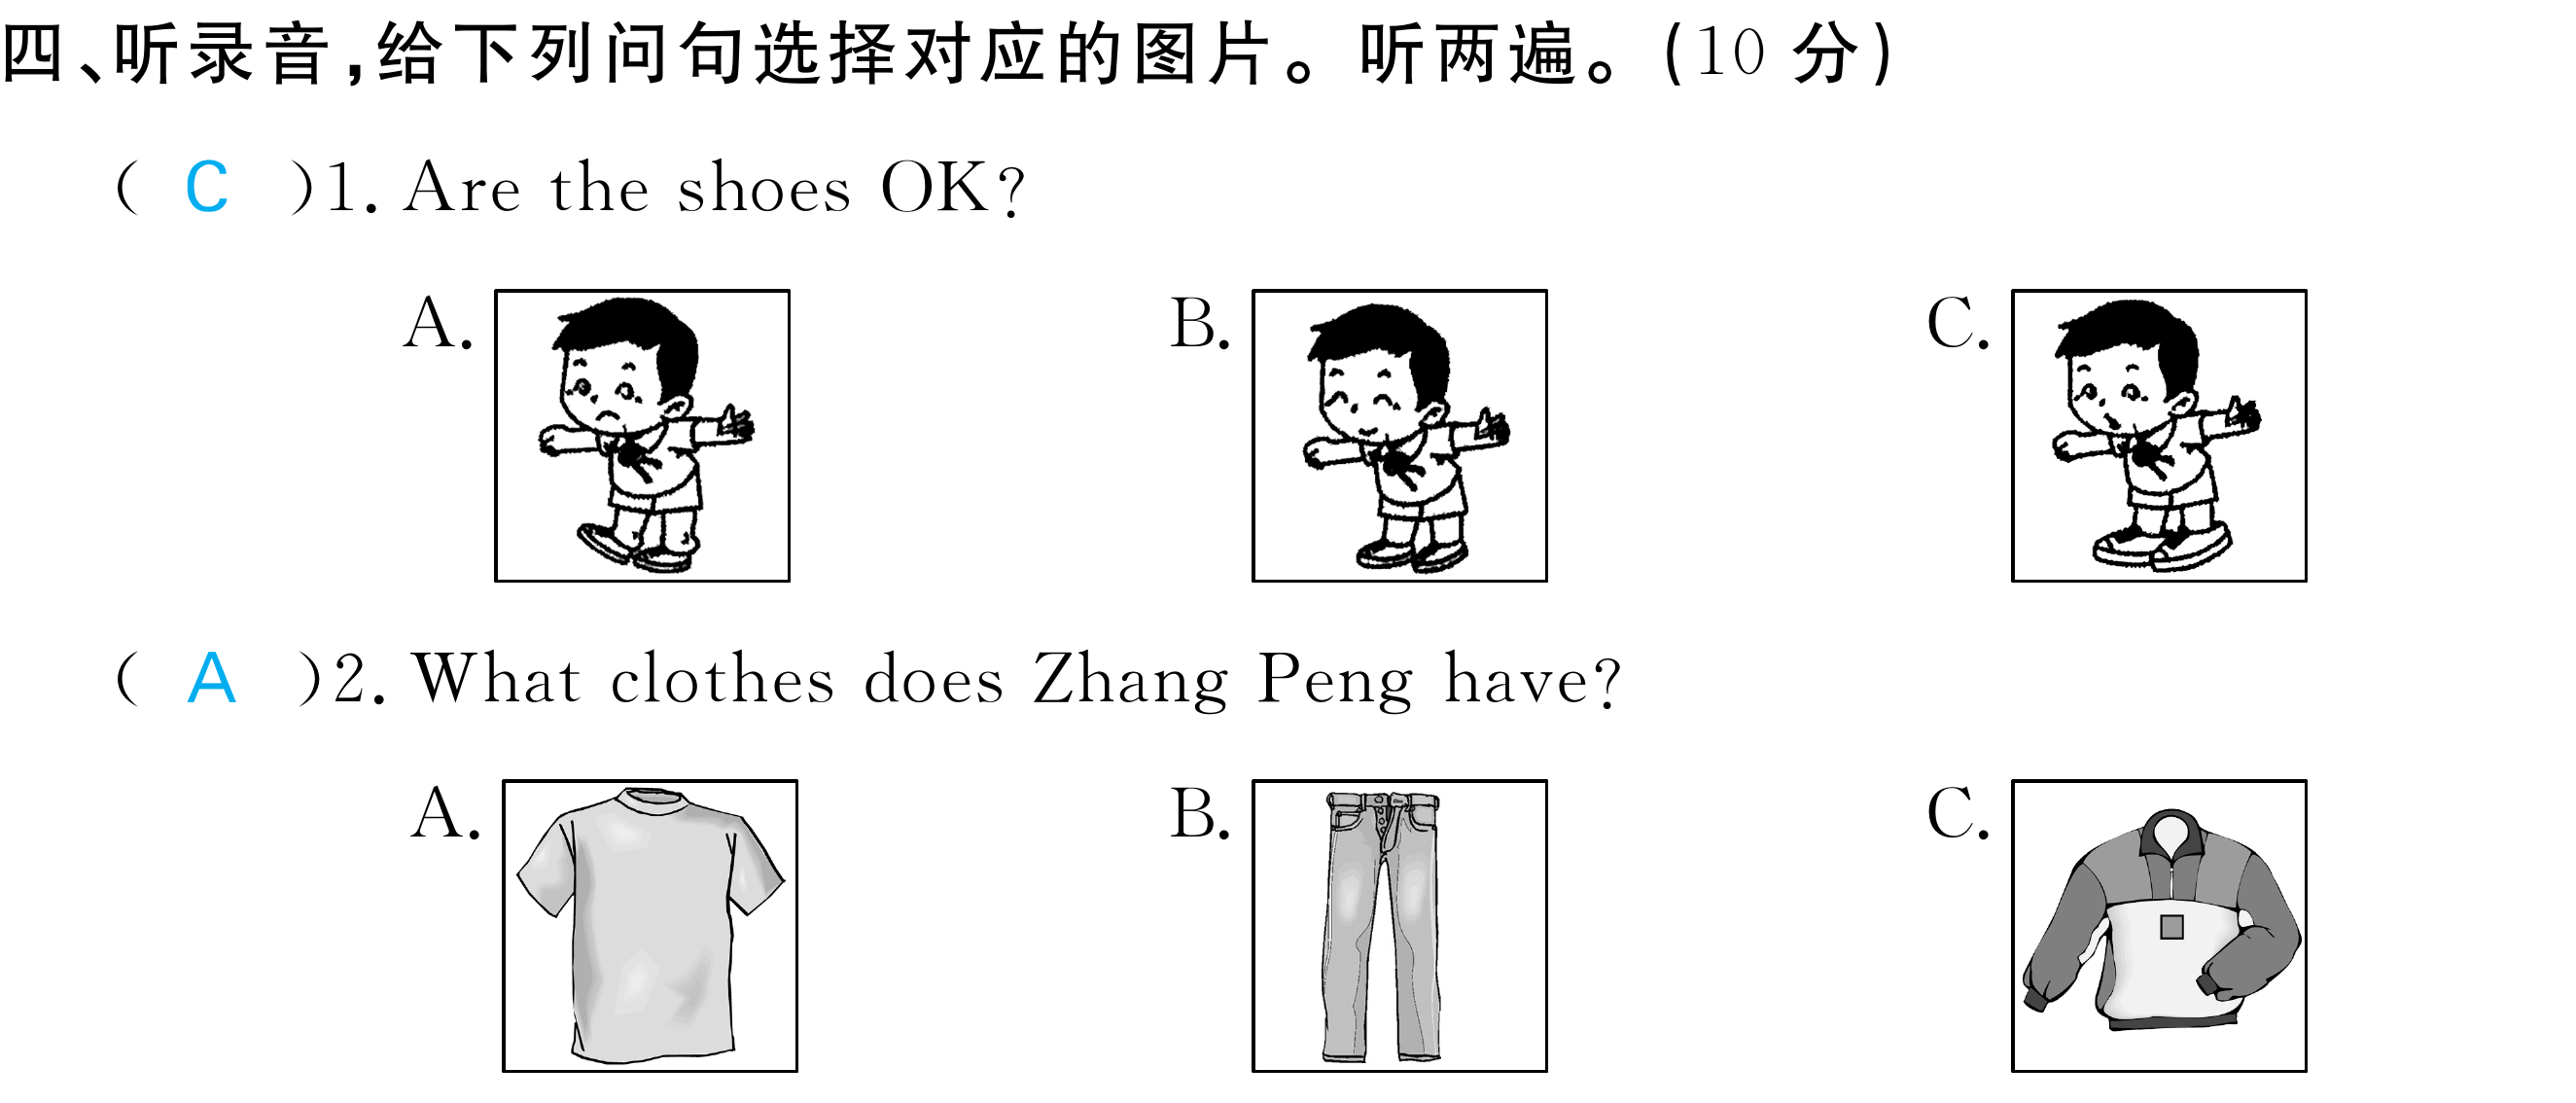 四、听录音,给下列问句选择对应的图片。听两遍。(10 分)
( C )1. Are the shoes OK?
A. B. C.
( A )2. What clothes does Zhang Peng have?
A. B. C.